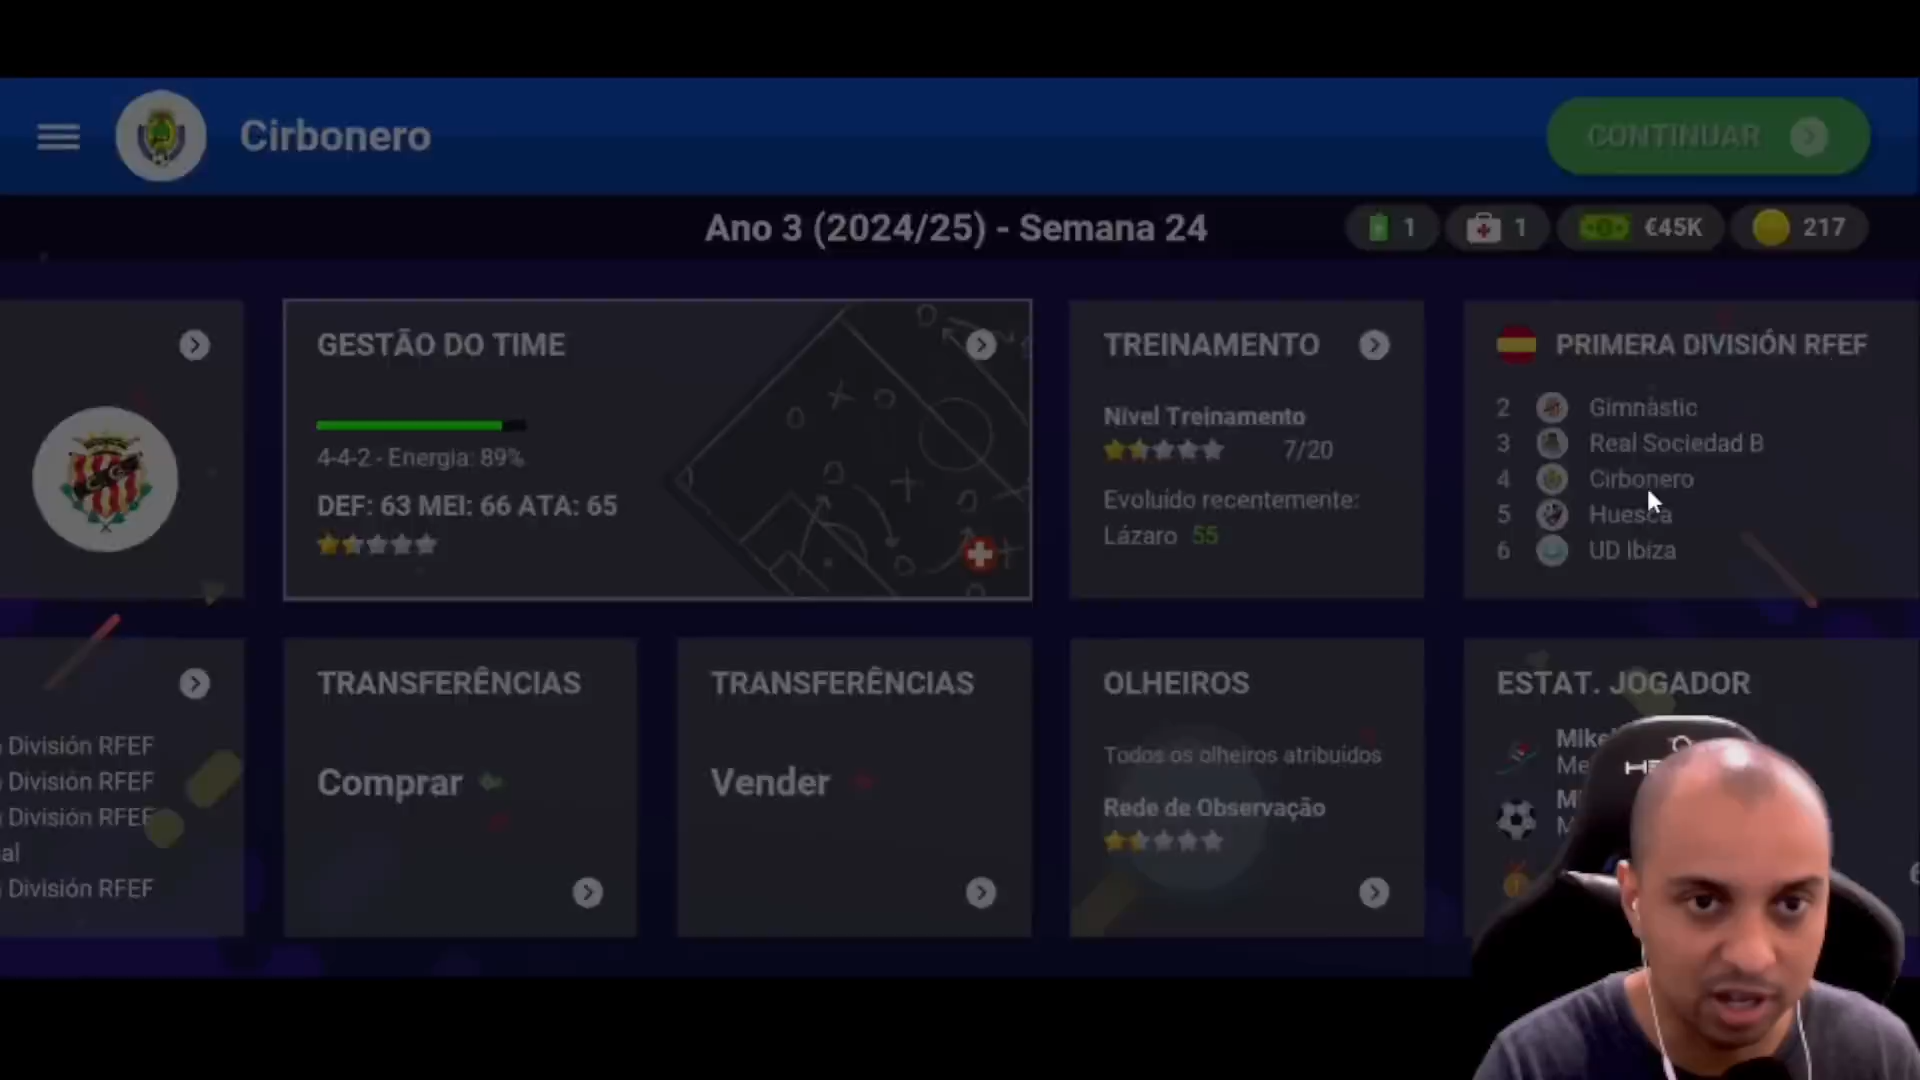 Cirbonero
CONTINUAR
Ano 3 (2024/25) - Semana 24
1
1
€45K
217
GESTÃO DO TIME
4-4-2 - Energia: 89%
DEF: 63 MEI: 66 ATA: 65
TREINAMENTO
Nível Treinamento
7/20
Evoluído recentemente:
Lázaro 55
PRIMERA DIVISIÓN RFEF
2 Gimnàstic
3 Real Sociedad B
4 Cirbonero
5 Huesca
6 UD Ibiza
División RFEF
División RFEF
División RFEF
al
División RFEF
TRANSFERÊNCIAS
Comprar
TRANSFERÊNCIAS
Vender
OLHEIROS
Todos os olheiros atribuídos
Rede de Observação
ESTAT. JOGADOR
Mike
Me